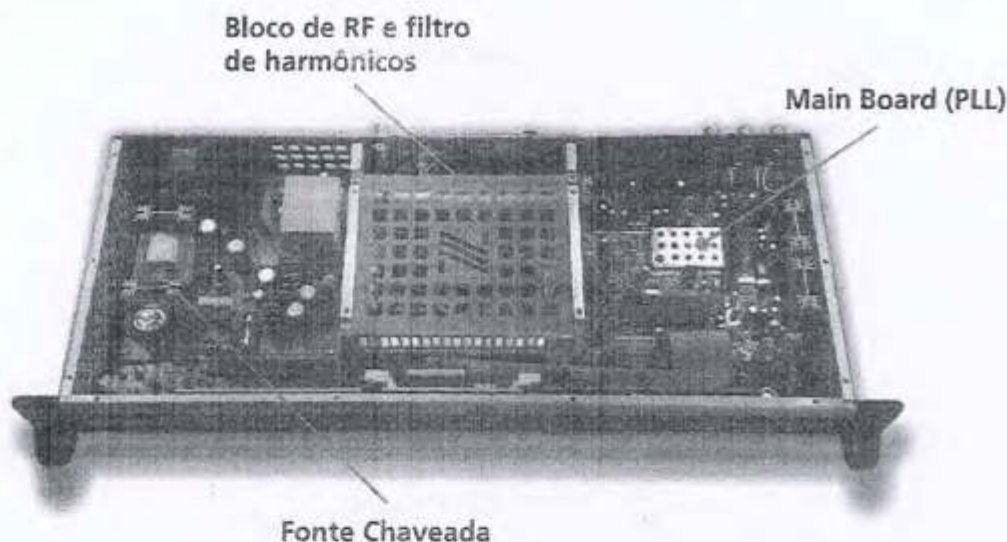 Bloco de RF e filtro
de harmônicos
Main Board (PLL)
Fonte Chaveada